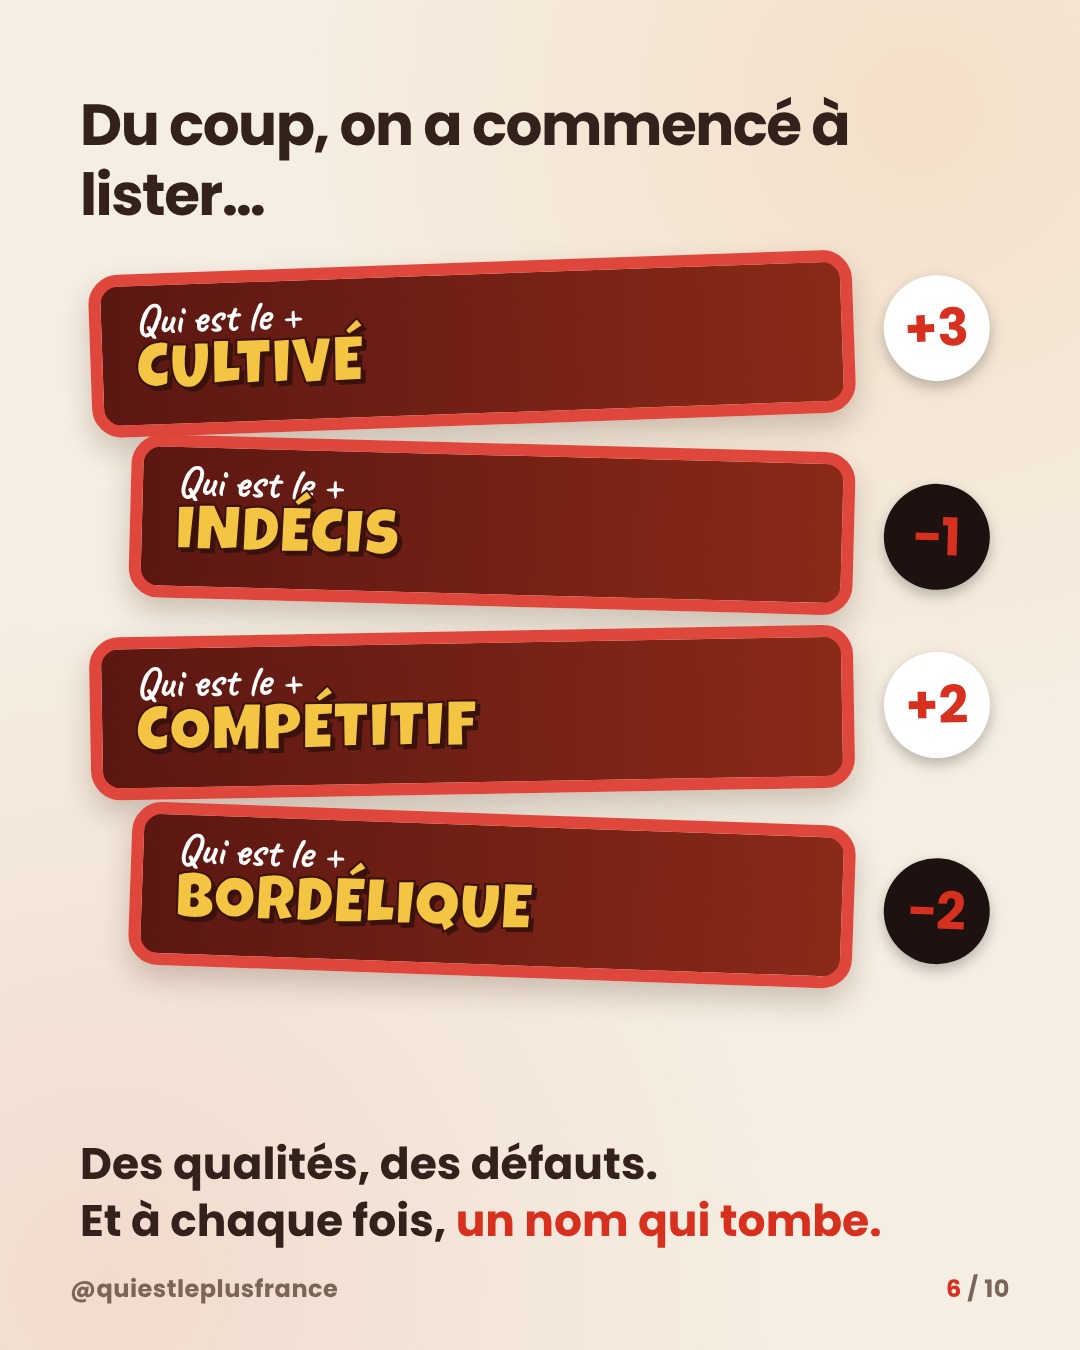 Du coup, on a commencé à
lister...
Qui est le +
CULTIVÉ
+3
Qui est le +
INDÉCIS
−1
Qui est le +
COMPÉTITIF
+2
Qui est le +
BORDÉLIQUE
−2
Des qualités, des défauts.
Et à chaque fois, un nom qui tombe.
@quiestleplusfrance
6 / 10